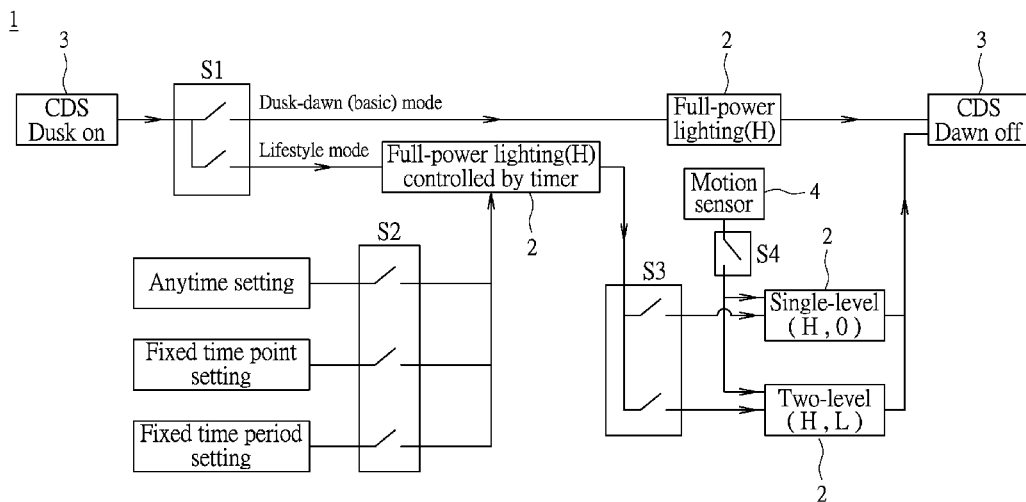 1
3
CDS
Dusk on
S1
Dusk-dawn (basic) mode
Lifestyle mode
2
Full-power
lighting(H)
3
CDS
Dawn off
Full-power lighting(H)
controlled by timer
2
Motion
sensor
4
S4
S2
S3
Anytime setting
Fixed time point
setting
Fixed time period
setting
2
Single-level
(H,0)
Two-level
(H,L)
2